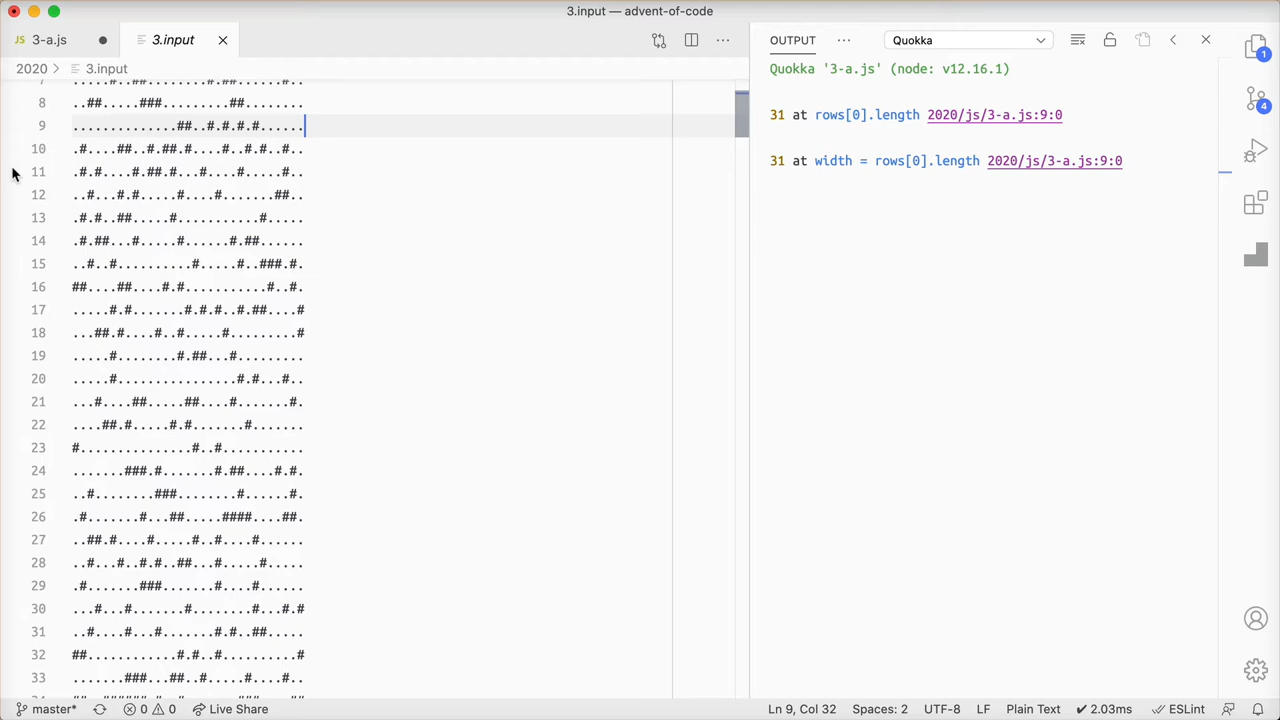 3.input — advent-of-code
JS 3-a.js
3.input
2020 > 3.input
8 ..##.....###.........##........
9 ..............##..#.#.#.#......
10 .#....##..#.##.#....#..#.#..#..
11 .#.#....#.##.#...#.....#....#..
12 ..#...#.#......#....#.......##..
13 .#.#..##.....#...........#.....
14 .#.##...#.....#......#.##......
15 ..#..#..........#.....#..###.#.
16 ##....##....#.#...........#..#.
17 .....#.#.......#.#.#..#.##....#
18 ...##.#....#..#.....#.........#
19 .....#........#.##...#.........
20 .....#................#.#...#..
21 ...#....##.....##....#.......#.
22 ....##.#.....#.#.......#.......
23 #...............#..#...........
24 .......###.#.......#.##....#.#.
25 ..#........###........#......#.
26 .#.......#...##.....####....##.
27 ..##.#.....#....#..#....#......
28 ..#...#..#.#..##....#....#.....
29 .#.......###.......#....#......
30 ...#...#.......#........#...#.#
31 ..#....#...#.......#.#..##.....
32 ##............#.#..#..........#
33 .......###...##..#.....#....#..
OUTPUT
Quokka
Quokka '3-a.js' (node: v12.16.1)
31 at rows[0].length 2020/js/3-a.js:9:0
31 at width = rows[0].length 2020/js/3-a.js:9:0
1
4
master*
0
0
Live Share
Ln 9, Col 32
Spaces: 2
UTF-8
LF
Plain Text
✔ 2.03ms
ESLint